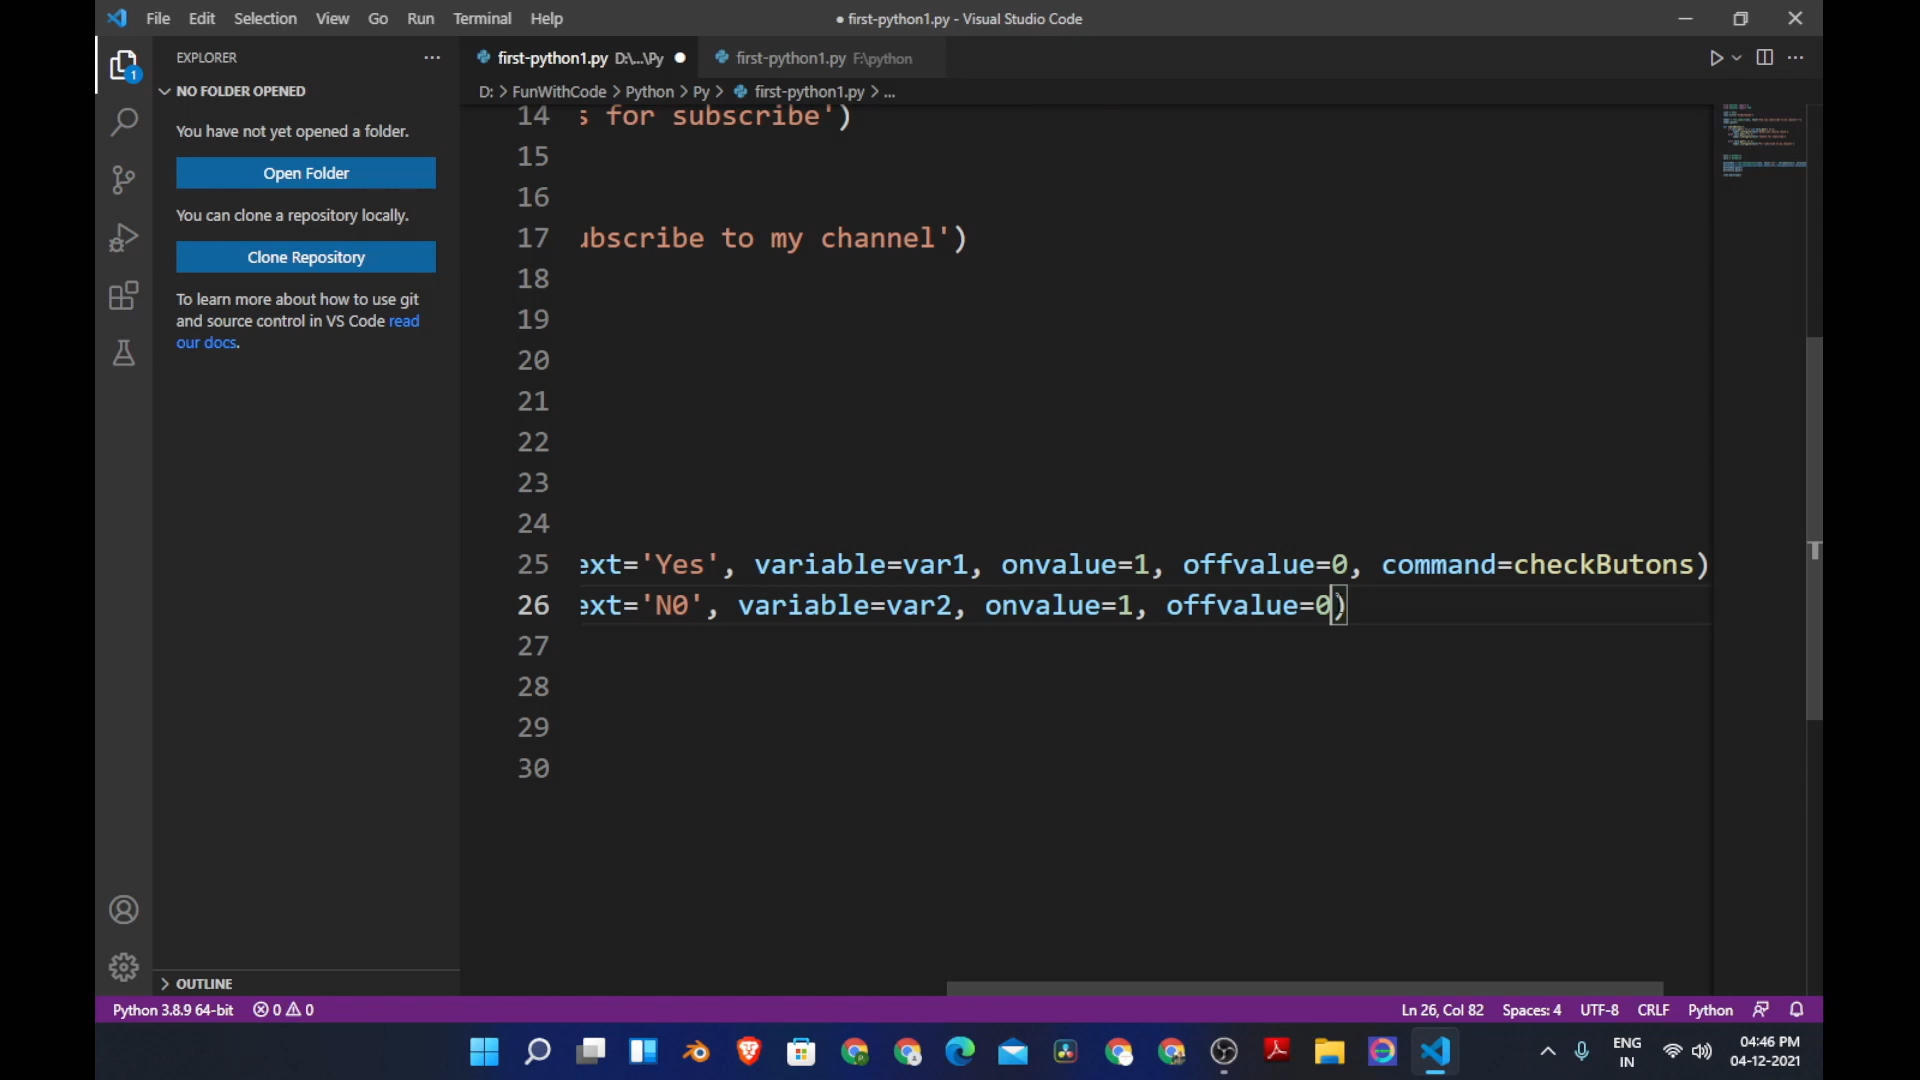 File Edit Selection View Go Run Terminal Help
● first-python1.py - Visual Studio Code
EXPLORER
first-python1.py D:\...\Py ●
first-python1.py F:\python
NO FOLDER OPENED
D: > FunWithCode > Python > Py > first-python1.py > ...
You have not yet opened a folder.
Open Folder
You can clone a repository locally.
Clone Repository
To learn more about how to use git
and source control in VS Code read
our docs.
1
14 s for subscribe')
15
16
17 ubscribe to my channel')
18
19
20
21
22
23
24
25 ext='Yes', variable=var1, onvalue=1, offvalue=0, command=checkButons)
26 ext='N0', variable=var2, onvalue=1, offvalue=0)
27
28
29
30
OUTLINE
Python 3.8.9 64-bit 0 0 Ln 26, Col 82 Spaces: 4 UTF-8 CRLF Python
ENG
IN
04:46 PM
04-12-2021